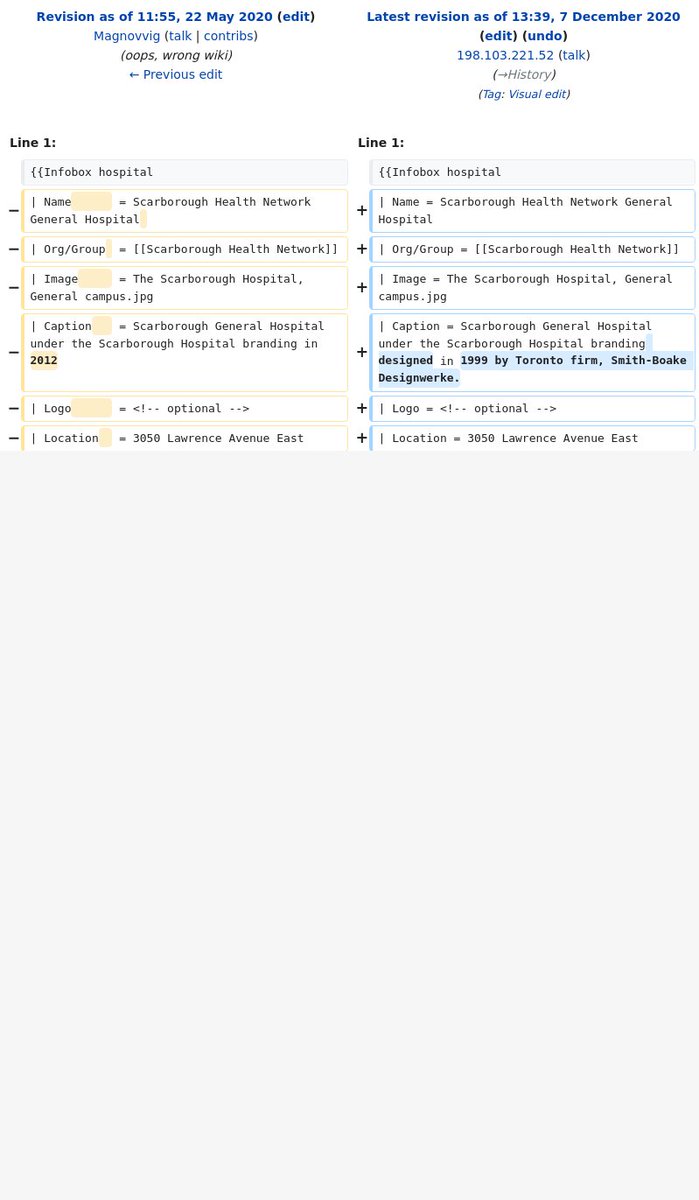 Revision as of 11:55, 22 May 2020 (edit)
Magnovvig (talk | contribs)
(oops, wrong wiki)
← Previous edit
Latest revision as of 13:39, 7 December 2020
(edit) (undo)
198.103.221.52 (talk)
(→History)
(Tag: Visual edit)
Line 1:
Line 1:
{{Infobox hospital
{{Infobox hospital
− | Name = Scarborough Health Network
General Hospital
+ | Name = Scarborough Health Network General
Hospital
− | Org/Group = [[Scarborough Health Network]]
+ | Org/Group = [[Scarborough Health Network]]
− | Image = The Scarborough Hospital,
General campus.jpg
+ | Image = The Scarborough Hospital, General
campus.jpg
− | Caption = Scarborough General Hospital
under the Scarborough Hospital branding in
2012
+ | Caption = Scarborough General Hospital
under the Scarborough Hospital branding
designed in 1999 by Toronto firm, Smith-Boake
Designwerke.
− | Logo = <!-- optional -->
+ | Logo = <!-- optional -->
− | Location = 3050 Lawrence Avenue East
+ | Location = 3050 Lawrence Avenue East